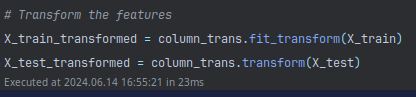 # Transform the features
X_train_transformed = column_trans.fit_transform(X_train)
X_test_transformed = column_trans.transform(X_test)
Executed at 2024.06.14 16:55:21 in 23ms